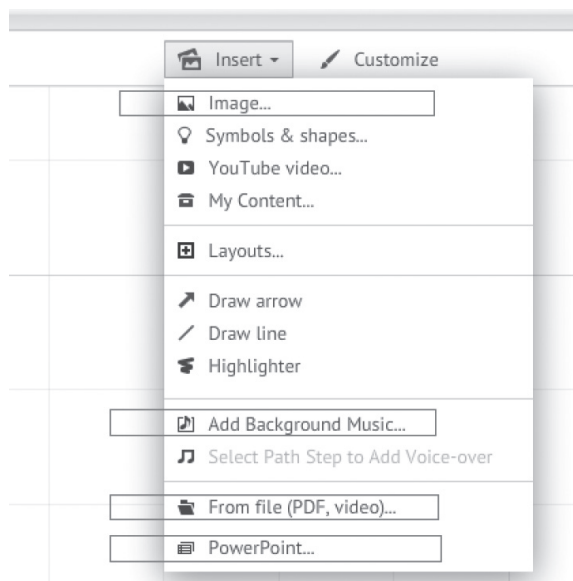 Insert Customize
Image...
Symbols & shapes...
YouTube video...
My Content...
Layouts...
Draw arrow
Draw line
Highlighter
Add Background Music...
Select Path Step to Add Voice-over
From file (PDF, video)...
PowerPoint...